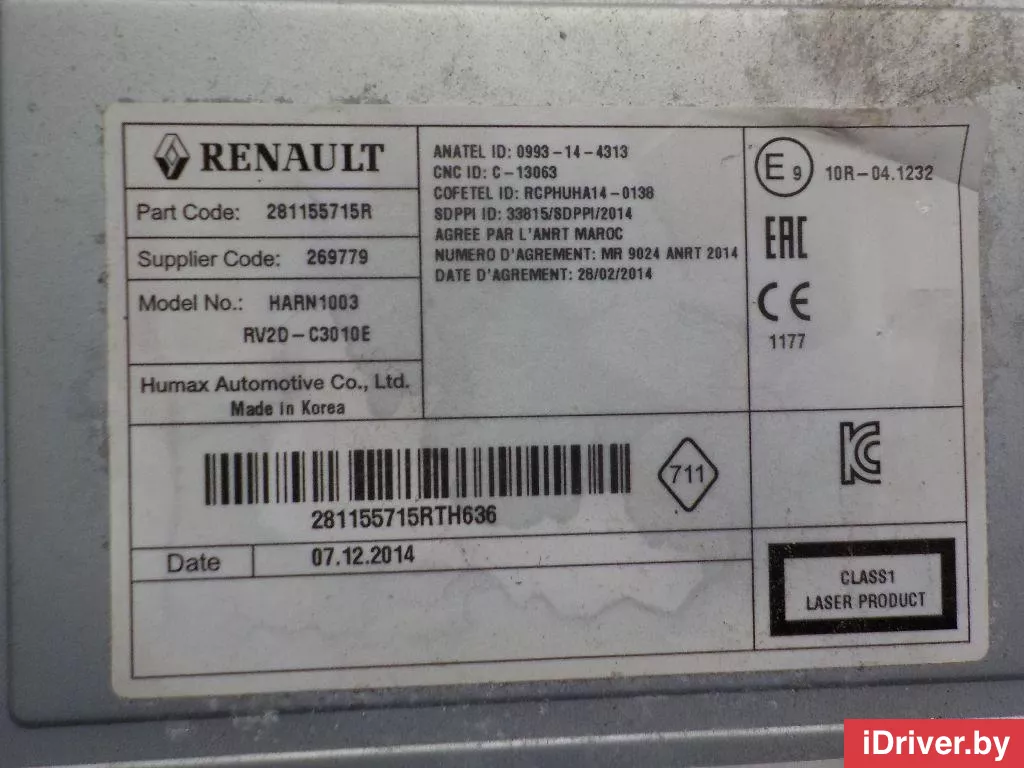 RENAULT
Part Code: 281155715R
Supplier Code: 269779
Model No.: HARN1003
RV2D-C3010E
Humax Automotive Co., Ltd.
Made in Korea
ANATEL ID: 0993-14-4313
CNC ID: C-13063
COFETEL ID: RCPHUHA14-0138
SDPPI ID: 33815/SDPPI/2014
AGREE PAR L'ANRT MAROC
NUMERO D'AGREMENT: MR 9024 ANRT 2014
DATE D'AGREMENT: 28/02/2014
E 9 10R-04.1232
EAC
CE
1177
281155715RTH636
711
KC
Date 07.12.2014
CLASS1
LASER PRODUCT
iDriver.by